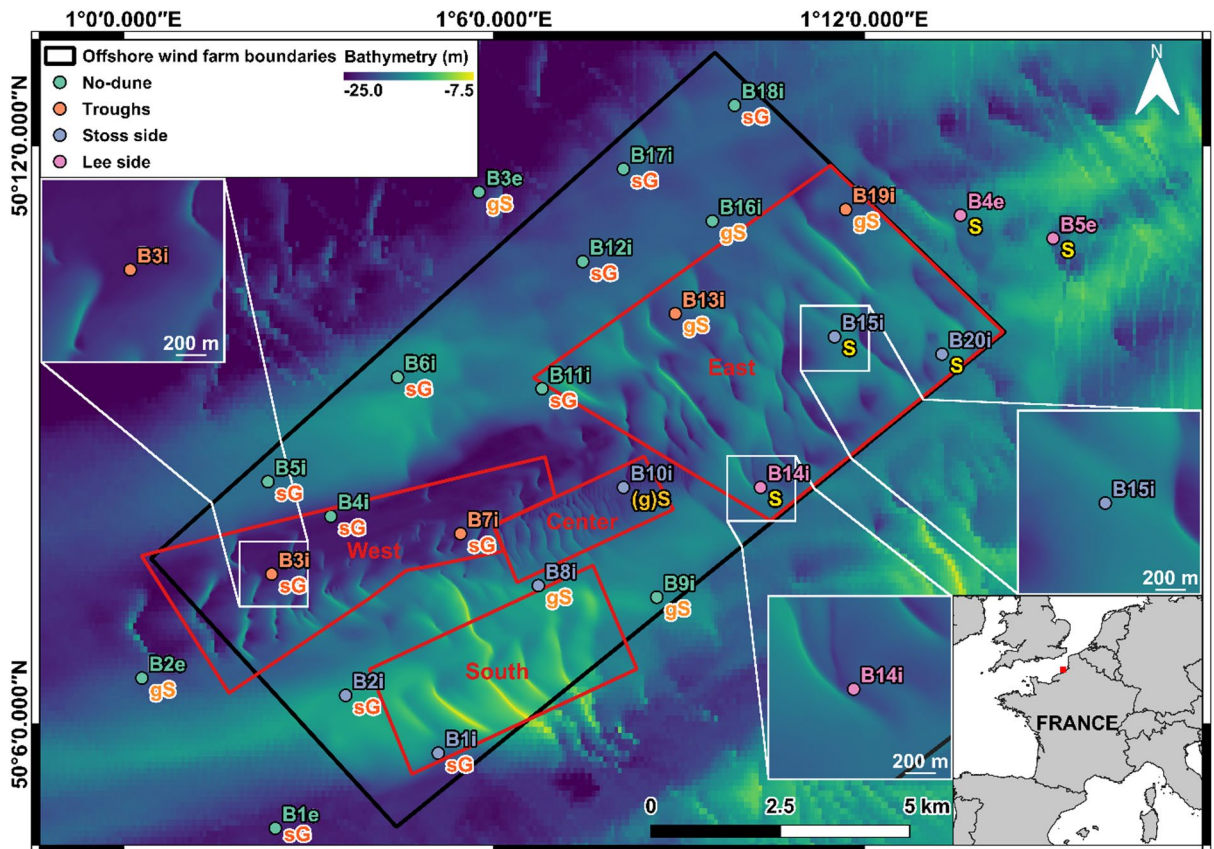 1°0'0.000"E
1°6'0.000"E
1°12'0.000"E
50°12'0.000"N
50°6'0.000"N
Offshore wind farm boundaries
No-dune
Troughs
Stoss side
Lee side
Bathymetry (m)
-25.0
-7.5
N
B18i
sG
B17i
sG
B3e
gS
B16i
gS
B19i
gS
B4e
S
B5e
S
B12i
sG
B3i
200 m
B13i
gS
B15i
S
B20i
S
East
B6i
sG
B11i
sG
B5i
sG
B10i
(g)S
B14i
S
B4i
sG
B7i
sG
Center
West
B3i
sG
B8i
gS
B9i
gS
B15i
200 m
South
B2e
gS
B2i
sG
B1i
sG
B14i
200 m
FRANCE
B1e
sG
0
2.5
5 km